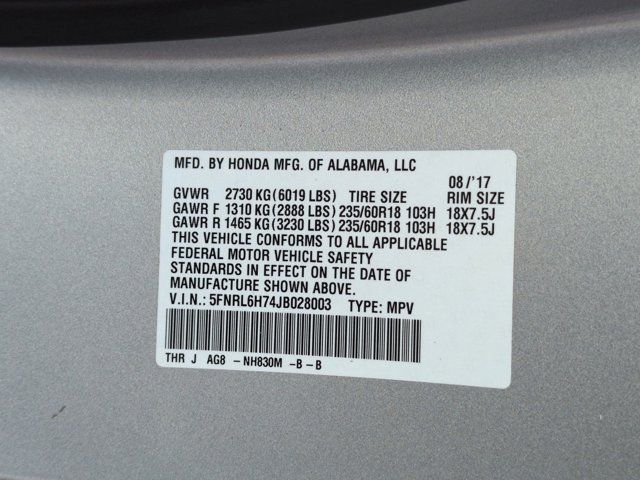 MFD. BY HONDA MFG. OF ALABAMA, LLC
08/'17
GVWR 2730 KG (6019 LBS) TIRE SIZE RIM SIZE
GAWR F 1310 KG (2888 LBS) 235/60R18 103H 18X7.5J
GAWR R 1465 KG (3230 LBS) 235/60R18 103H 18X7.5J
THIS VEHICLE CONFORMS TO ALL APPLICABLE
FEDERAL MOTOR VEHICLE SAFETY
STANDARDS IN EFFECT ON THE DATE OF
MANUFACTURE SHOWN ABOVE.
V.I.N.: 5FNRL6H74JB028003 TYPE: MPV
THR J AG8 -NH830M -B-B